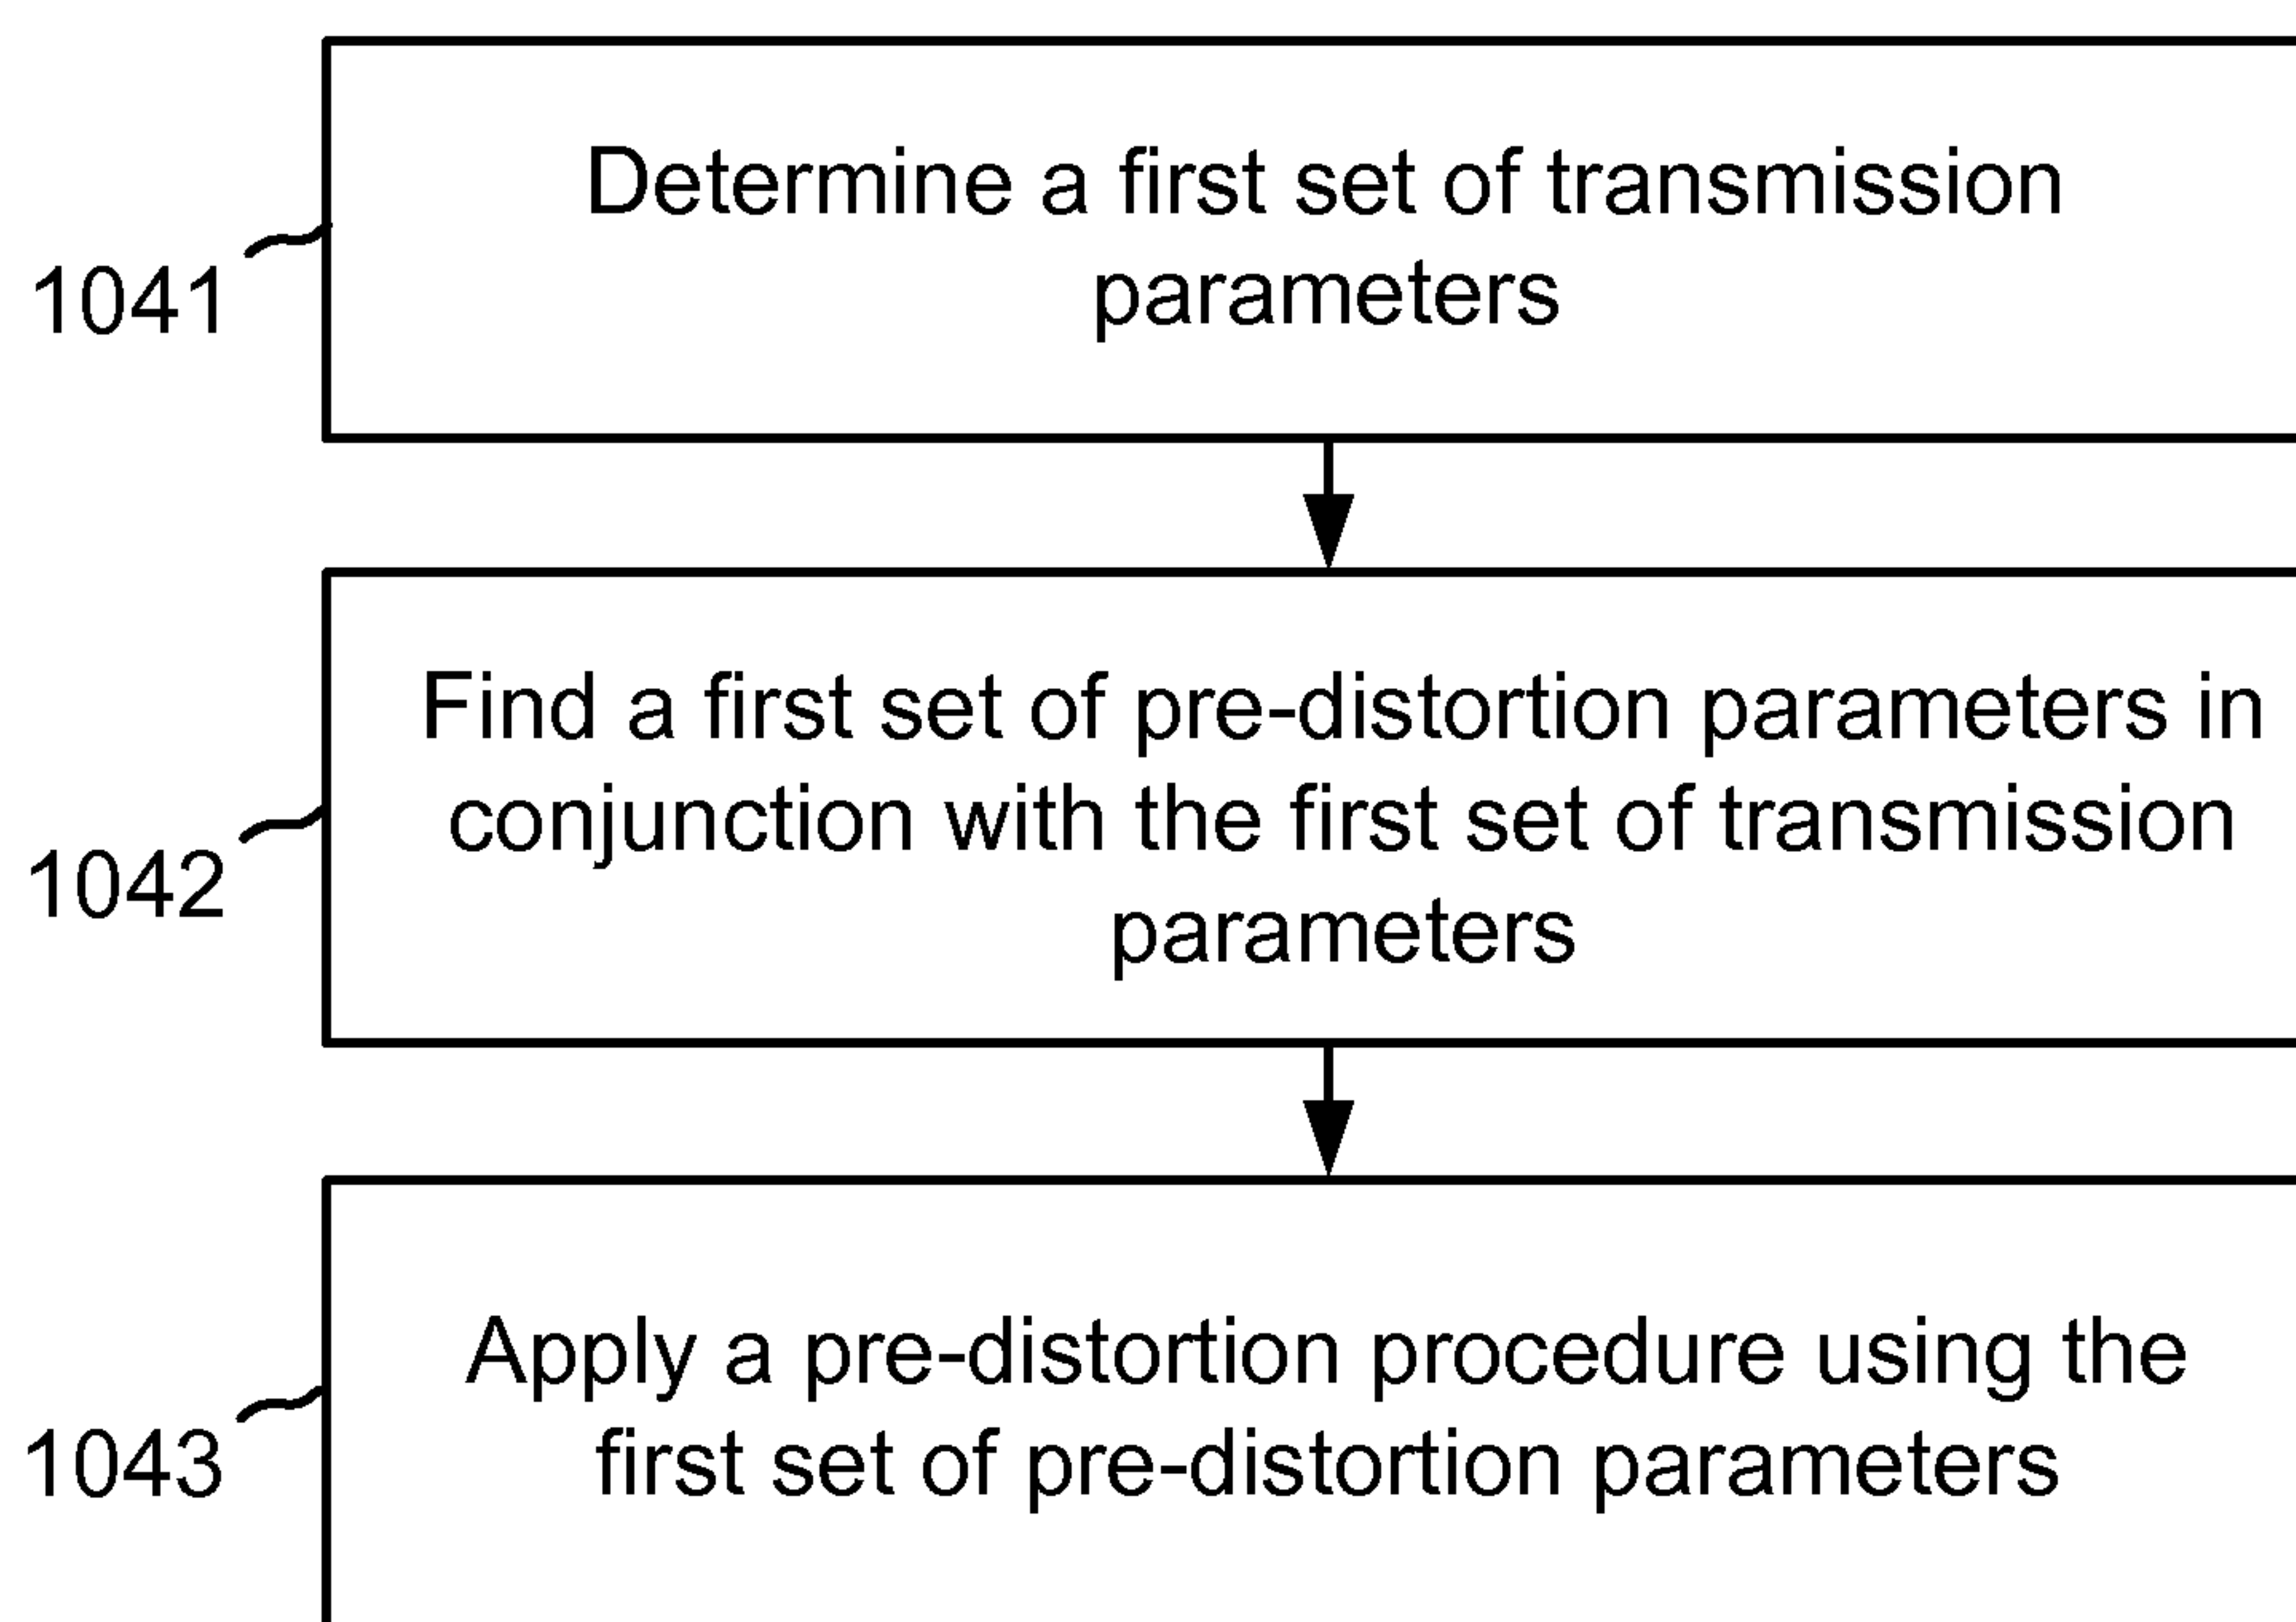 Determine a first set of transmission
parameters
1041
Find a first set of pre-distortion parameters in
conjunction with the first set of transmission
parameters
1042
Apply a pre-distortion procedure using the
first set of pre-distortion parameters
1043